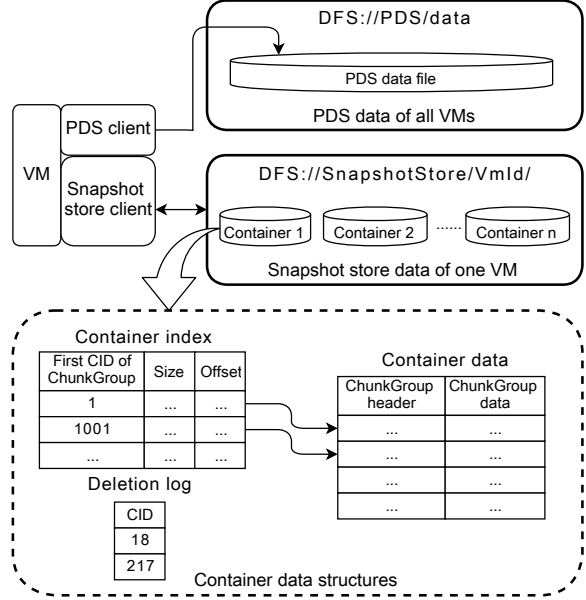 DFS://PDS/data
PDS data file
PDS data of all VMs
VM
PDS client
Snapshot
store client
DFS://SnapshotStore/VmId/
Container 1
Container 2
......
Container n
Snapshot store data of one VM
Container index
First CID of
ChunkGroup
Size
Offset
1
...
...
1001
...
...
...
...
...
Container data
ChunkGroup
header
ChunkGroup
data
...
...
...
...
...
...
...
...
Deletion log
CID
18
217
Container data structures